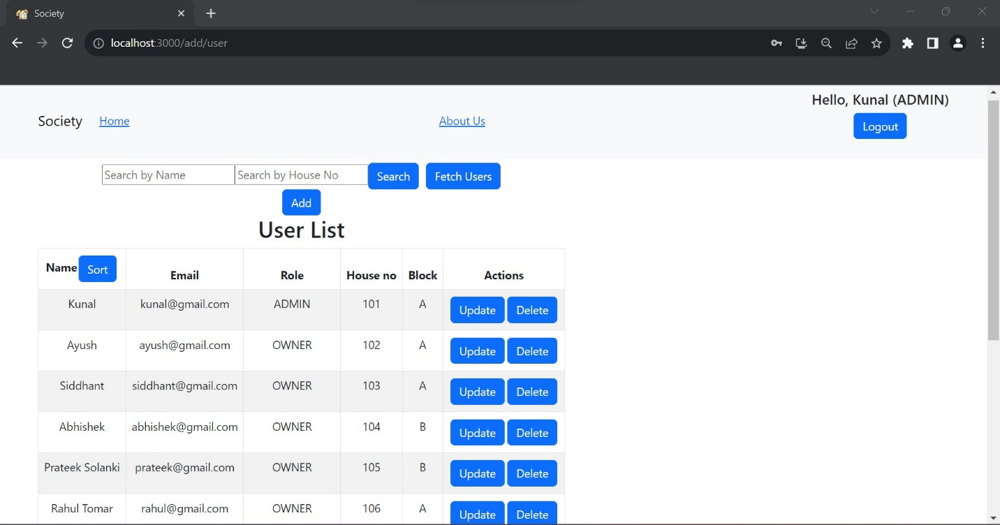 Society
localhost:3000/add/user
Hello, Kunal (ADMIN)
Society Home About Us
Logout
Search by Name Search by House No Search Fetch Users
Add
User List
Name Sort Email Role House no Block Actions
Kunal kunal@gmail.com ADMIN 101 A Update Delete
Ayush ayush@gmail.com OWNER 102 A Update Delete
Siddhant siddhant@gmail.com OWNER 103 A Update Delete
Abhishek abhishek@gmail.com OWNER 104 B Update Delete
Prateek Solanki prateek@gmail.com OWNER 105 B Update Delete
Rahul Tomar rahul@gmail.com OWNER 106 A Update Delete